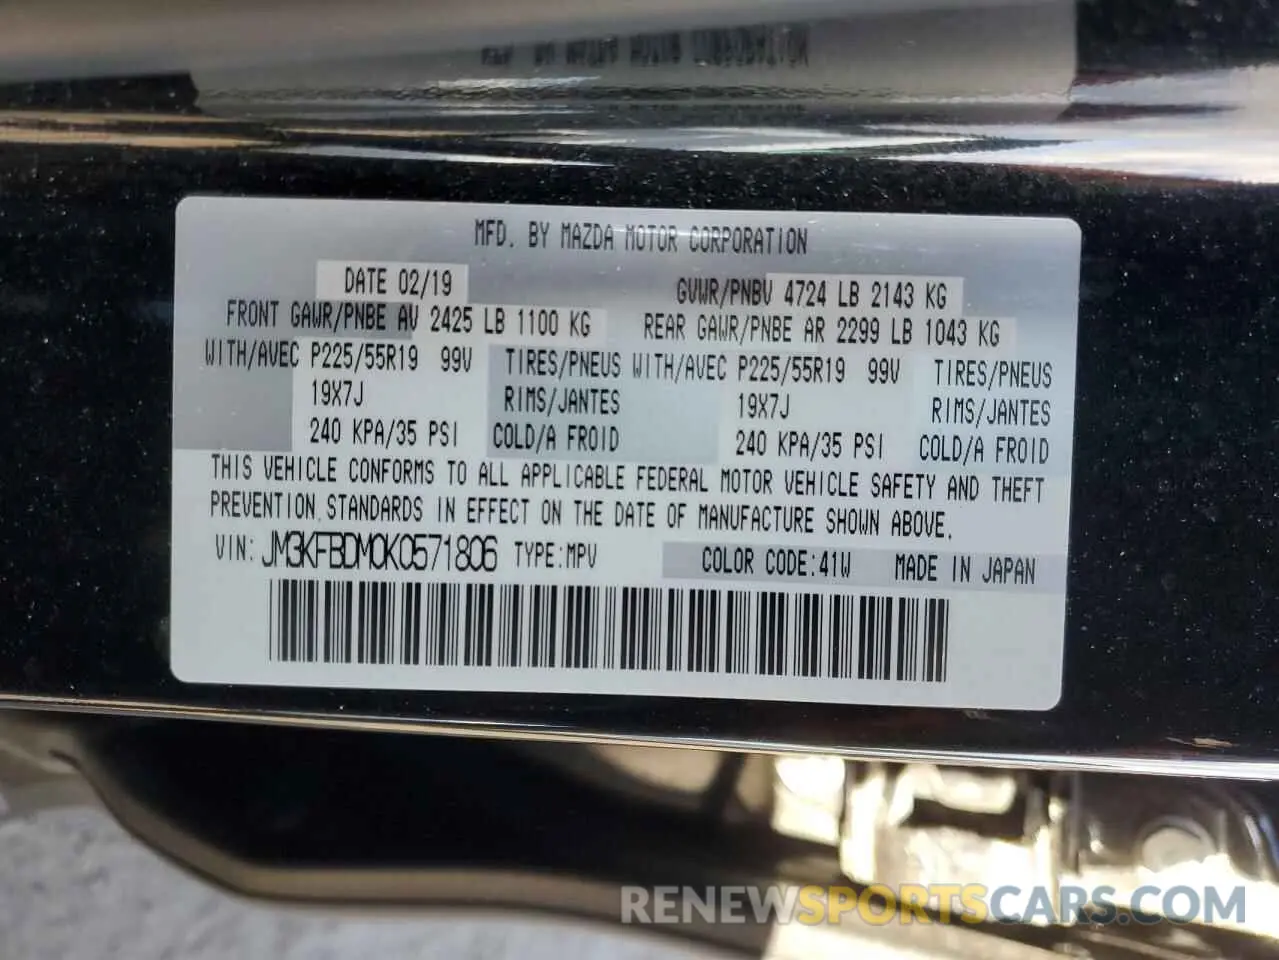 MFD. BY MAZDA MOTOR CORPORATION
DATE 02/19 GVWR/PNBV 4724 LB 2143 KG
FRONT GAWR/PNBE AV 2425 LB 1100 KG REAR GAWR/PNBE AR 2299 LB 1043 KG
WITH/AVEC P225/55R19 99V TIRES/PNEUS WITH/AVEC P225/55R19 99V TIRES/PNEUS
19X7J RIMS/JANTES 19X7J RIMS/JANTES
240 KPA/35 PSI COLD/A FROID 240 KPA/35 PSI COLD/A FROID
THIS VEHICLE CONFORMS TO ALL APPLICABLE FEDERAL MOTOR VEHICLE SAFETY AND THEFT
PREVENTION STANDARDS IN EFFECT ON THE DATE OF MANUFACTURE SHOWN ABOVE.
VIN: JM3KFBDM0K0571806 TYPE:MPV COLOR CODE:41W MADE IN JAPAN
RENEWSPORTSCARS.COM